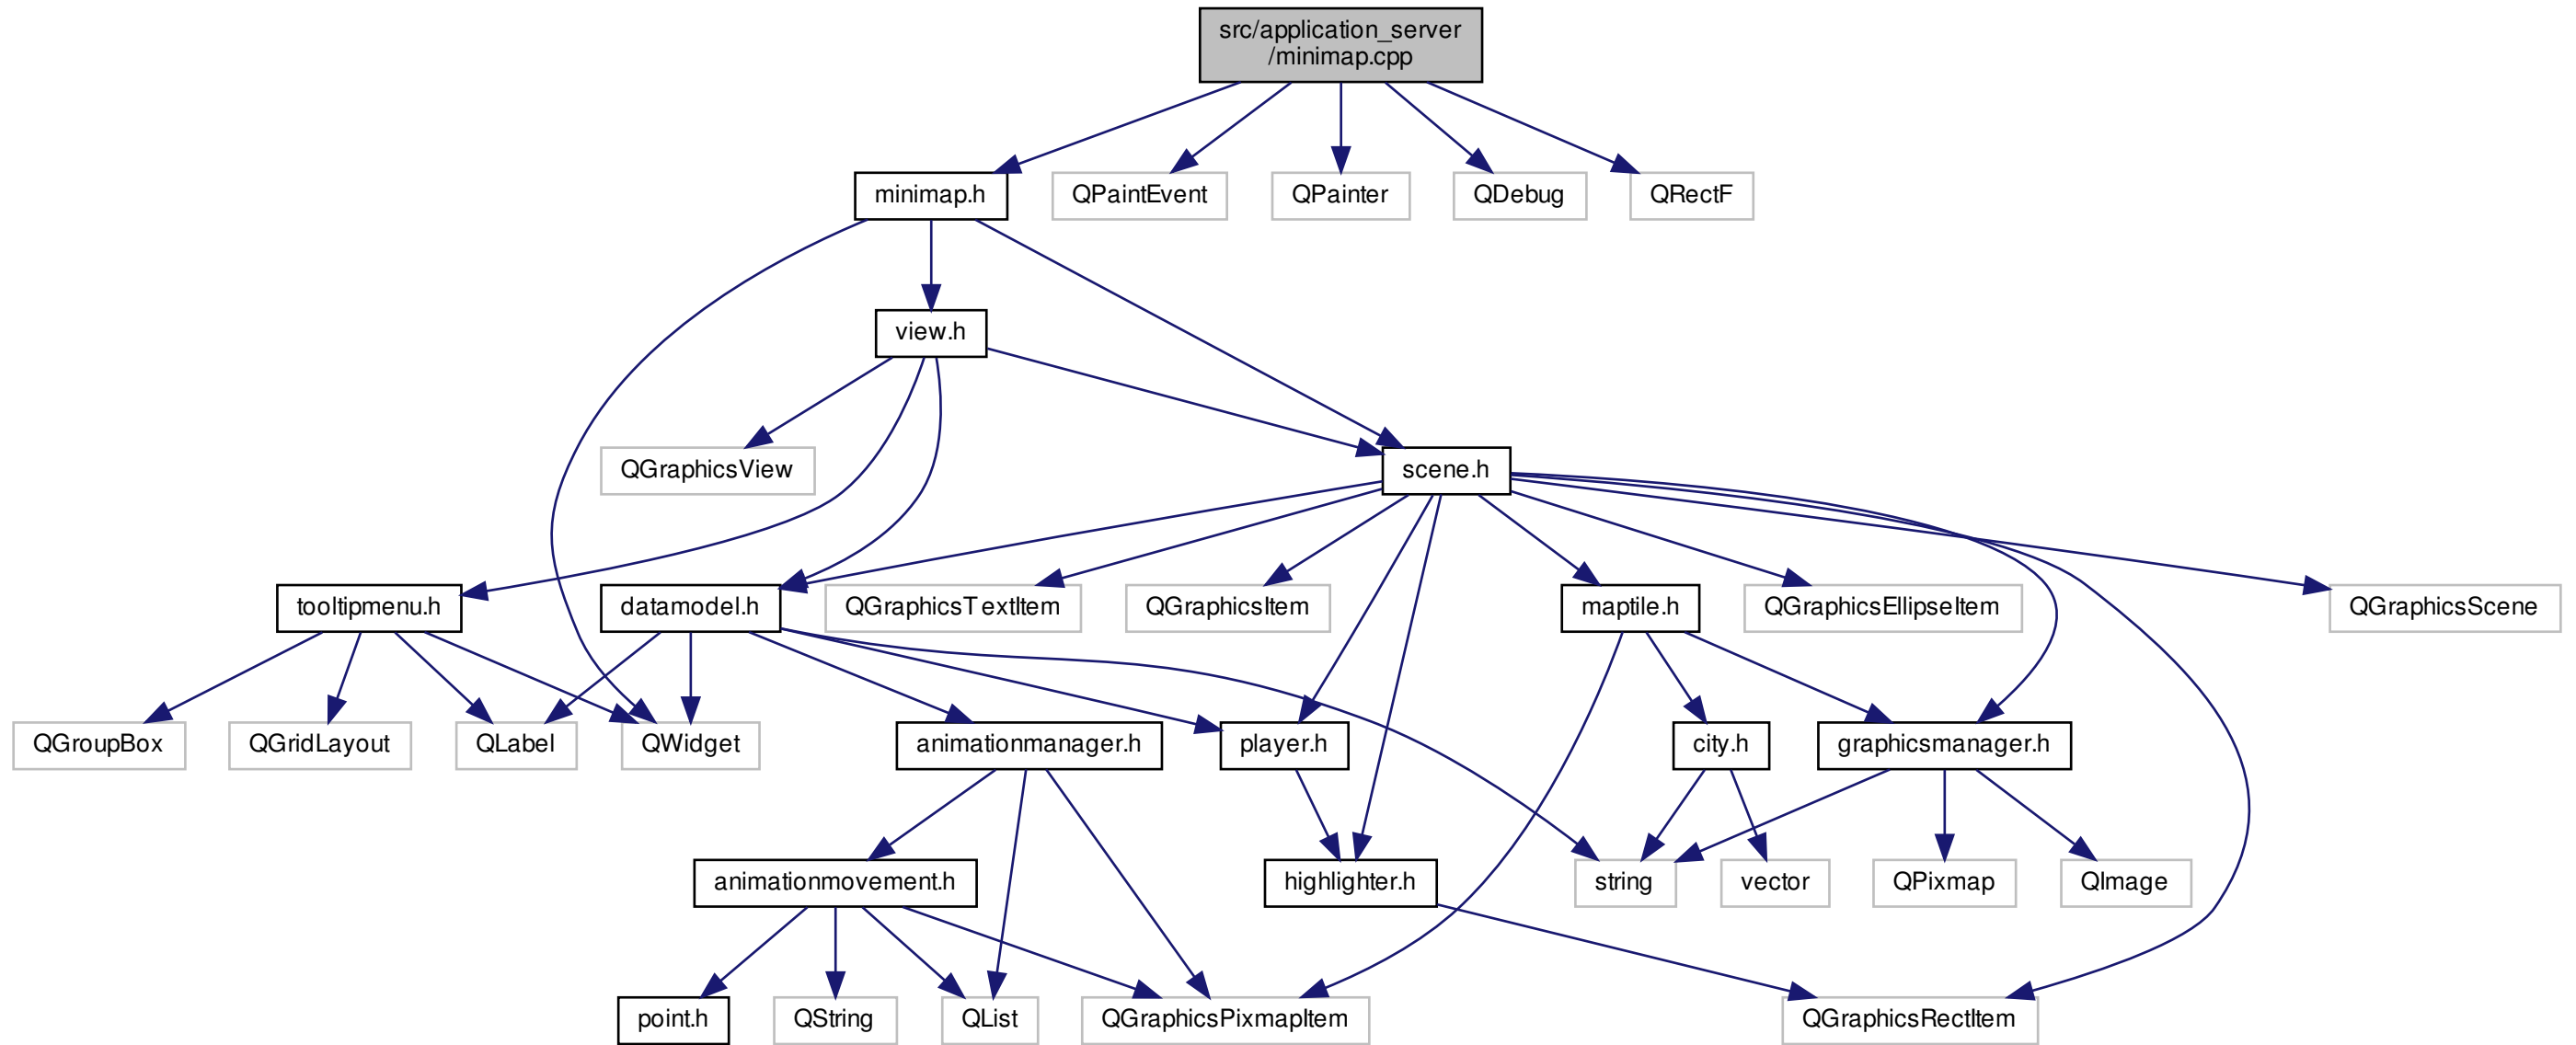 src/application_server
/minimap.cpp
minimap.h
QPaintEvent
QPainter
QDebug
QRectF
view.h
QGraphicsView
scene.h
tooltipmenu.h
datamodel.h
QGraphicsTextItem
QGraphicsItem
maptile.h
QGraphicsEllipseItem
QGraphicsScene
QGroupBox
QGridLayout
QLabel
QWidget
animationmanager.h
player.h
city.h
graphicsmanager.h
animationmovement.h
highlighter.h
string
vector
QPixmap
QImage
point.h
QString
QList
QGraphicsPixmapItem
QGraphicsRectItem